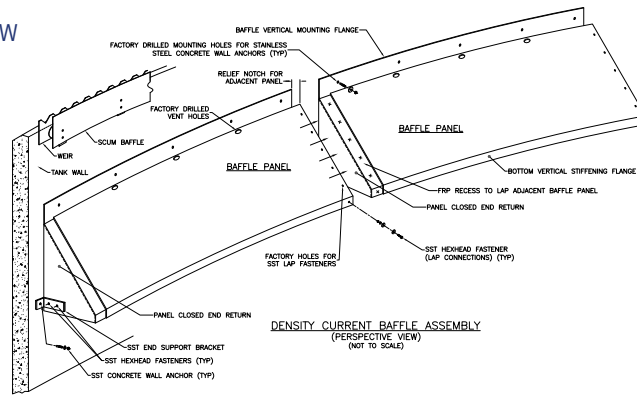 W
BAFFLE VERTICAL MOUNTING FLANGE
FACTORY DRILLED MOUNTING HOLES FOR STAINLESS
STEEL CONCRETE WALL ANCHORS (TYP)
RELIEF NOTCH FOR
ADJACENT PANEL
FACTORY DRILLED
VENT HOLES
SCUM BAFFLE
WEIR
TANK WALL
BAFFLE PANEL
BAFFLE PANEL
BOTTOM VERTICAL STIFFENING FLANGE
FRP RECESS TO LAP ADJACENT BAFFLE PANEL
PANEL CLOSED END RETURN
SST HEXHEAD FASTENER
(LAP CONNECTIONS) (TYP)
FACTORY HOLES FOR
SST LAP FASTENERS
PANEL CLOSED END RETURN
SST END SUPPORT BRACKET
SST HEXHEAD FASTENERS (TYP)
SST CONCRETE WALL ANCHOR (TYP)
DENSITY CURRENT BAFFLE ASSEMBLY
(PERSPECTIVE VIEW)
(NOT TO SCALE)